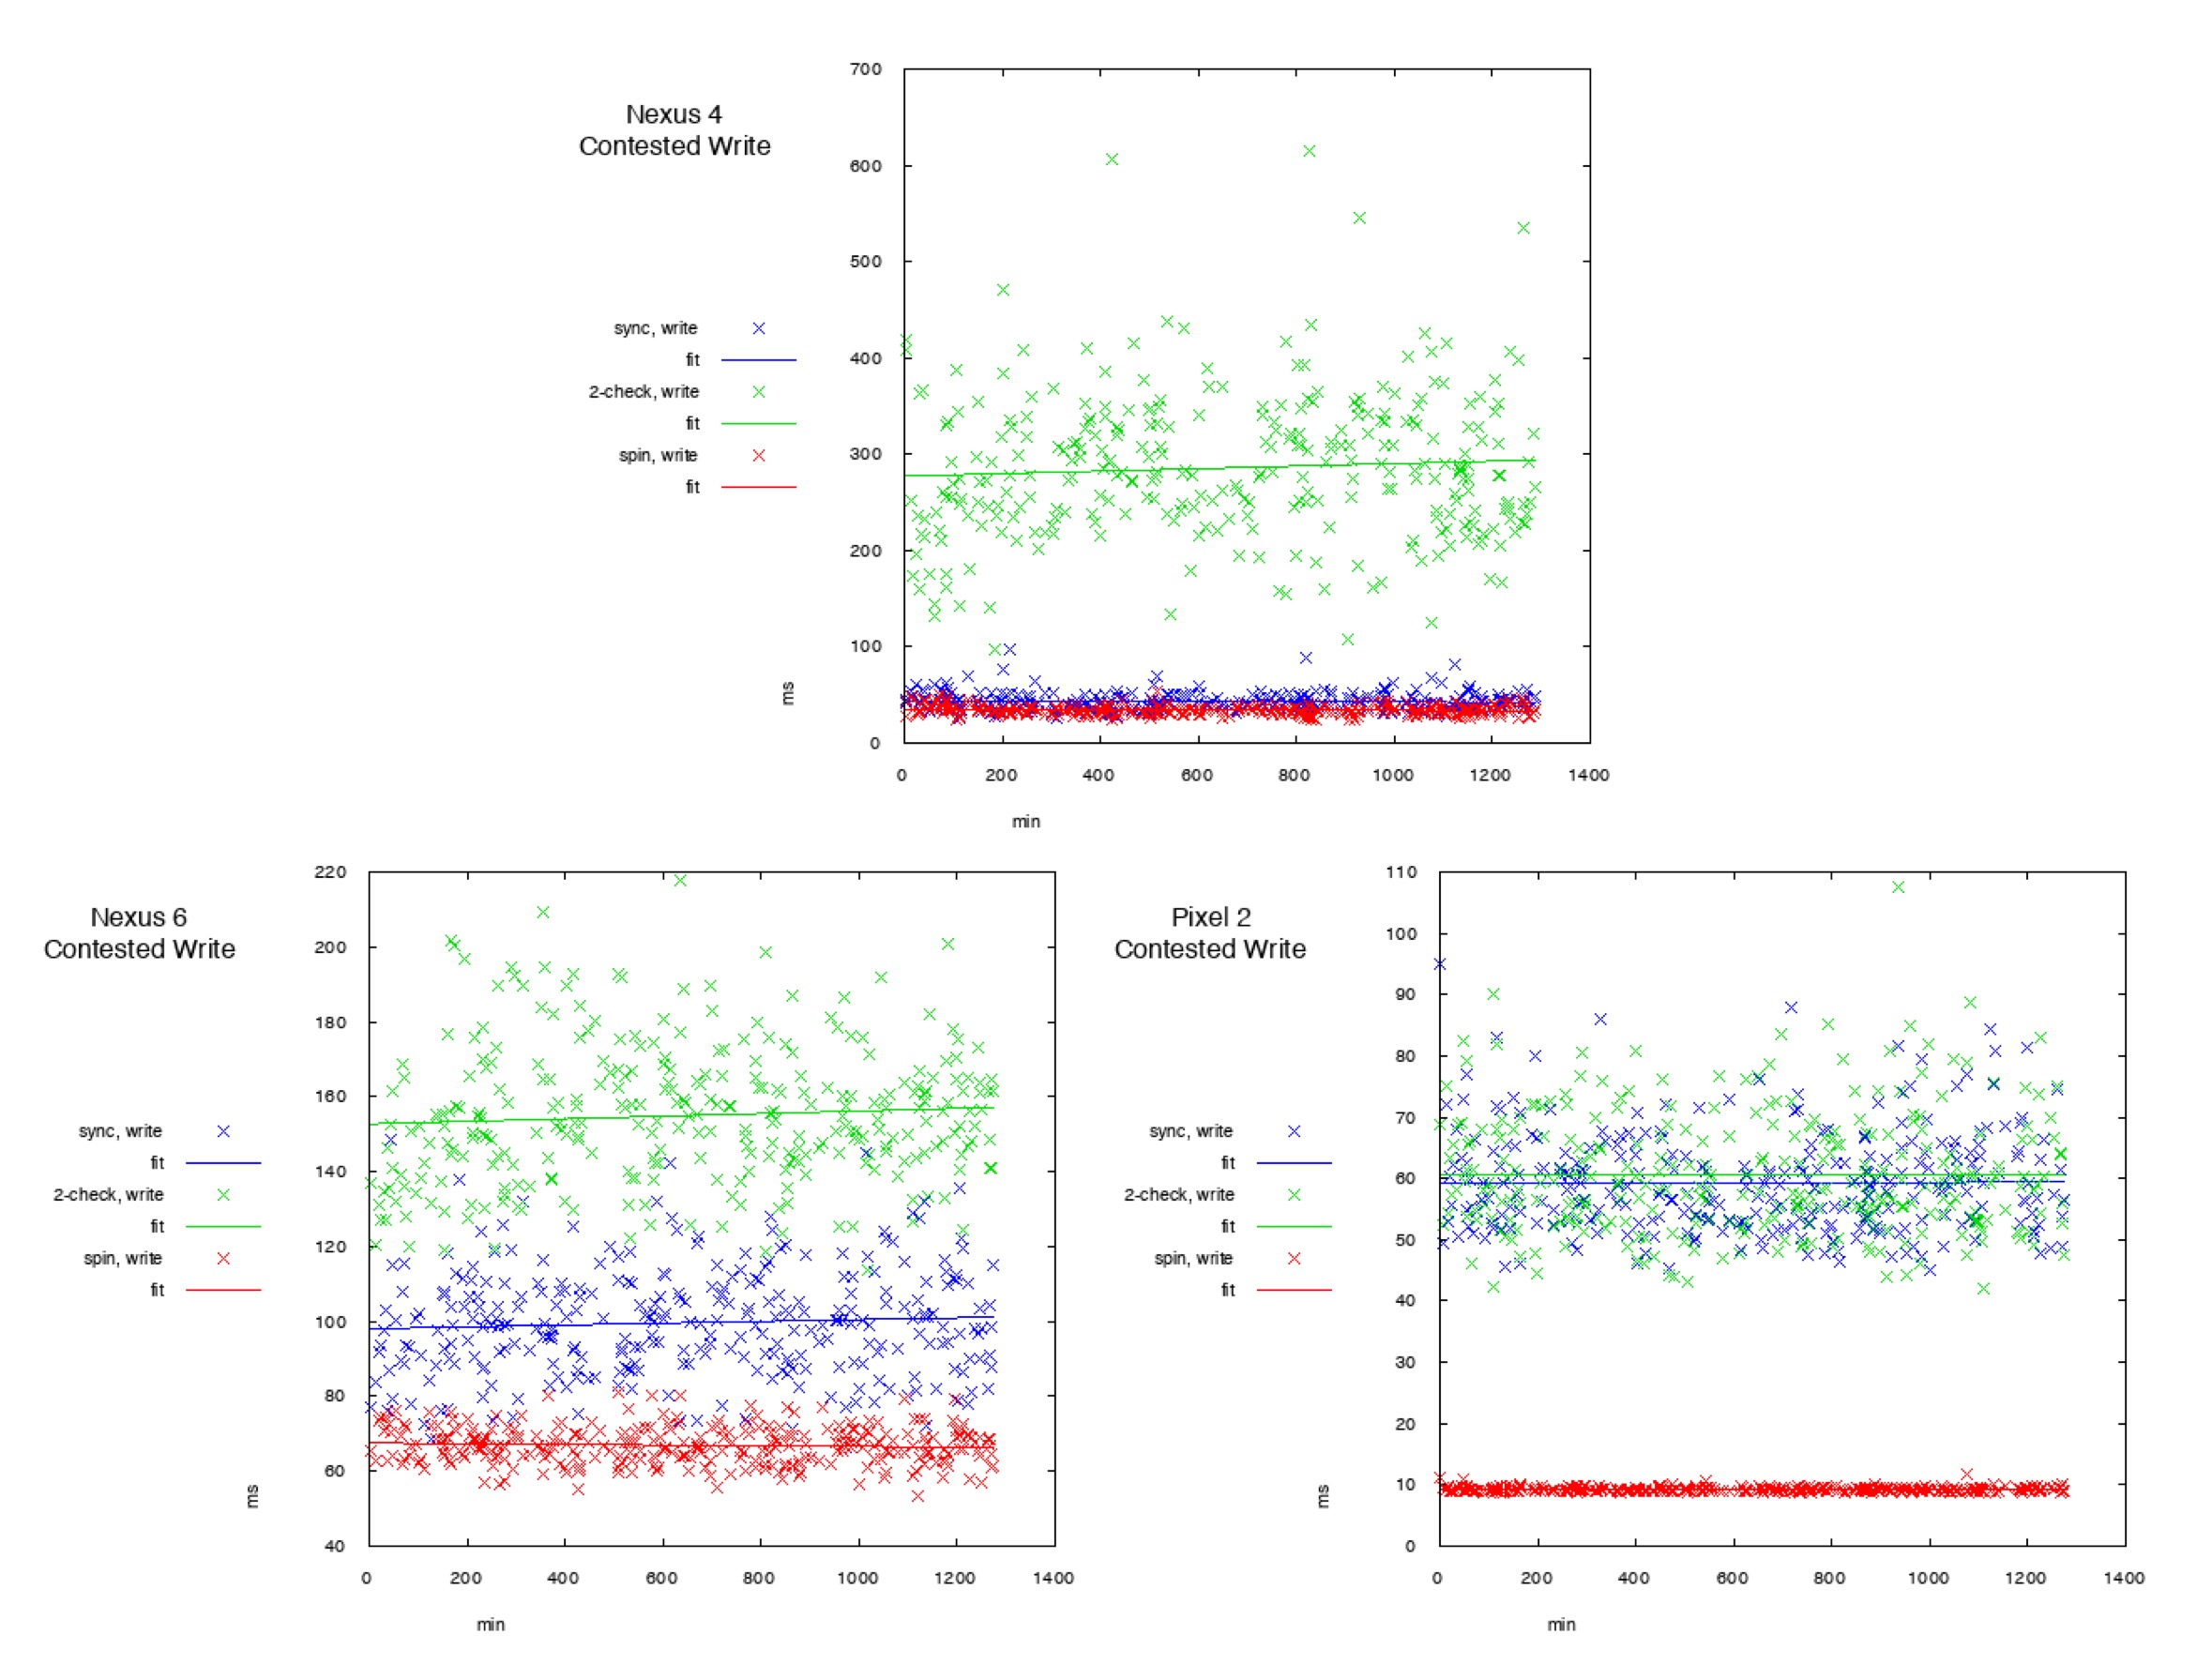 Nexus 4
Contested Write
sync, write
fit
2-check, write
fit
spin, write
fit
ms
700
600
500
400
300
200
100
0
0 200 400 600 800 1000 1200 1400
min
Nexus 6
Contested Write
sync, write
fit
2-check, write
fit
spin, write
fit
ms
220
200
180
160
140
120
100
80
60
40
0 200 400 600 800 1000 1200 1400
min
Pixel 2
Contested Write
sync, write
fit
2-check, write
fit
spin, write
fit
ms
110
100
90
80
70
60
50
40
30
20
10
0
0 200 400 600 800 1000 1200 1400
min